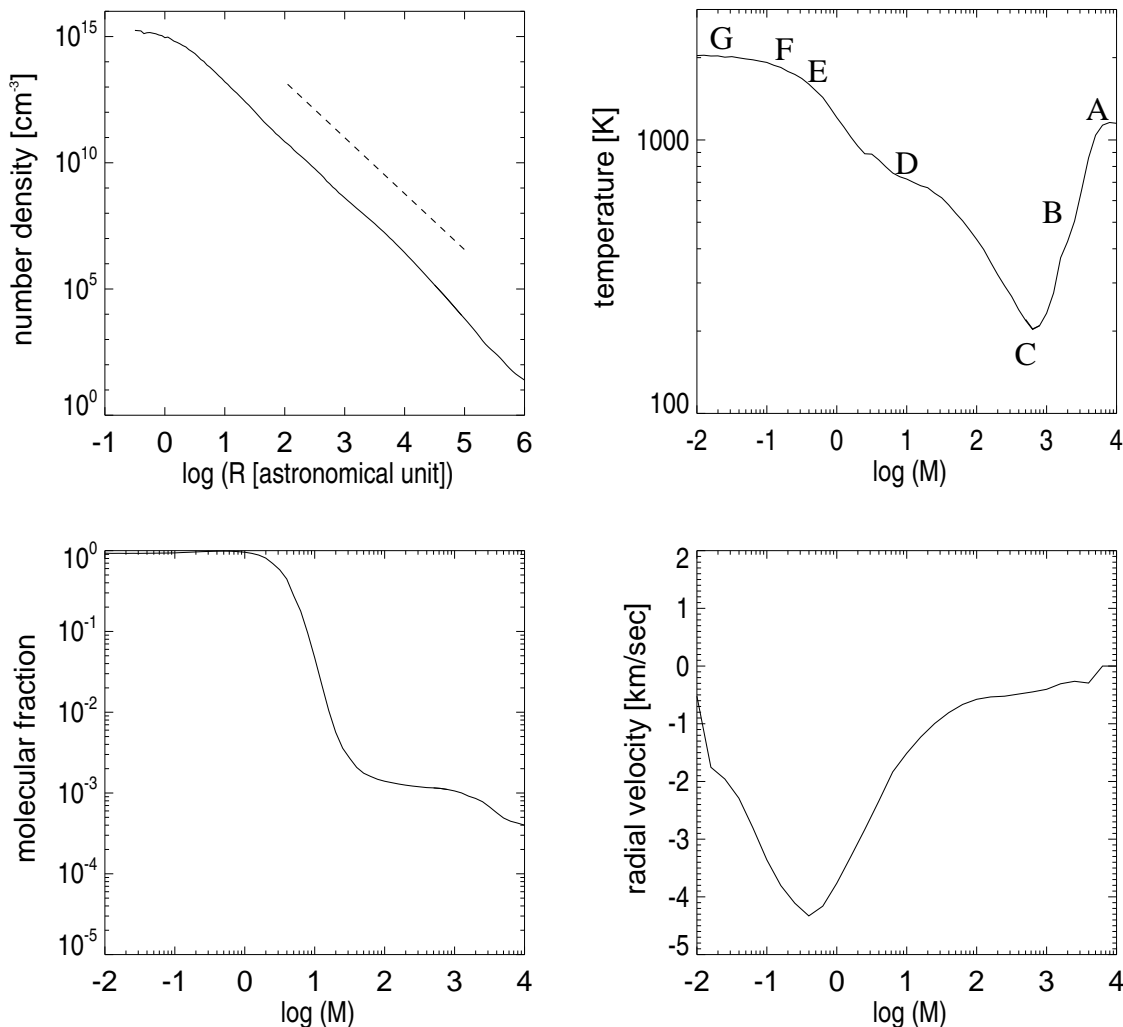 10^15
10^10
10^5
10^0
number density [cm^-3]
-1 0 1 2 3 4 5 6
log (R [astronomical unit])
G F E D C B A
1000
100
temperature [K]
-2 -1 0 1 2 3 4
log (M)
10^0
10^-1
10^-2
10^-3
10^-4
10^-5
molecular fraction
-2 -1 0 1 2 3 4
log (M)
2
1
0
-1
-2
-3
-4
-5
radial velocity [km/sec]
-2 -1 0 1 2 3 4
log (M)